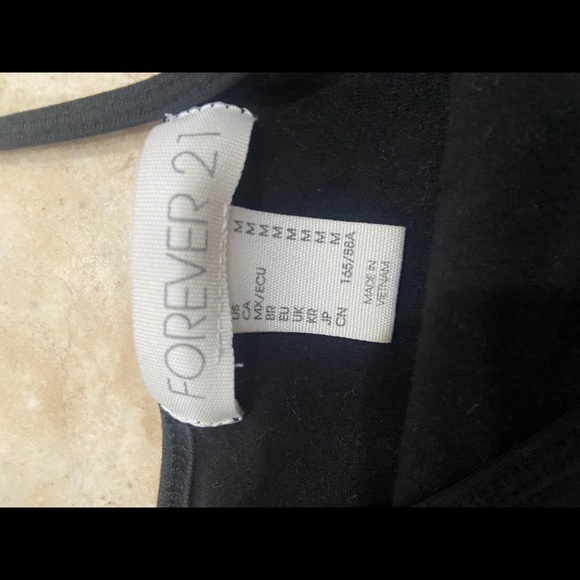 FOREVER 21
US M
CA M
MX/ECU M
BR M
EU M
UK M
KR M
JP M
CN 165/88A
MADE IN
VIETNAM